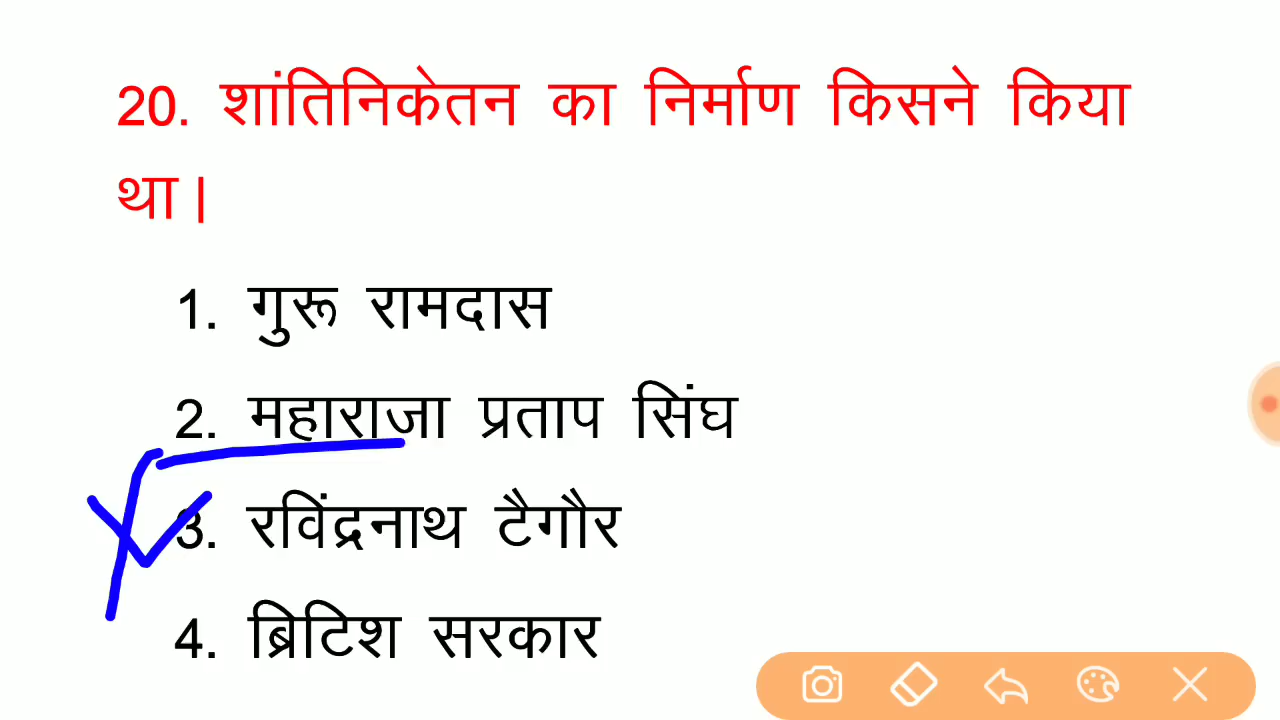 20. शांतिनिकेतन का निर्माण किसने किया
था।
1. गुरू रामदास
2. महाराजा प्रताप सिंघ
3. रविंद्रनाथ टैगौर
4. ब्रिटिश सरकार